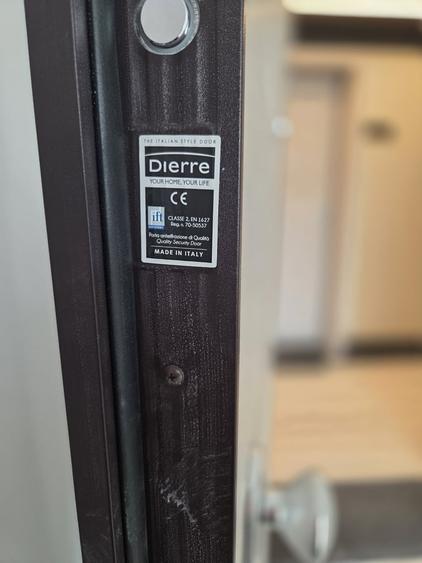 THE ITALIAN STYLE DOOR
Dierre
YOUR HOME, YOUR LIFE
CE
ift
CLASSE 2, EN 1627
Reg. n. 70-50537
Porta antieffrazione di Qualità
Quality Security Door
MADE IN ITALY